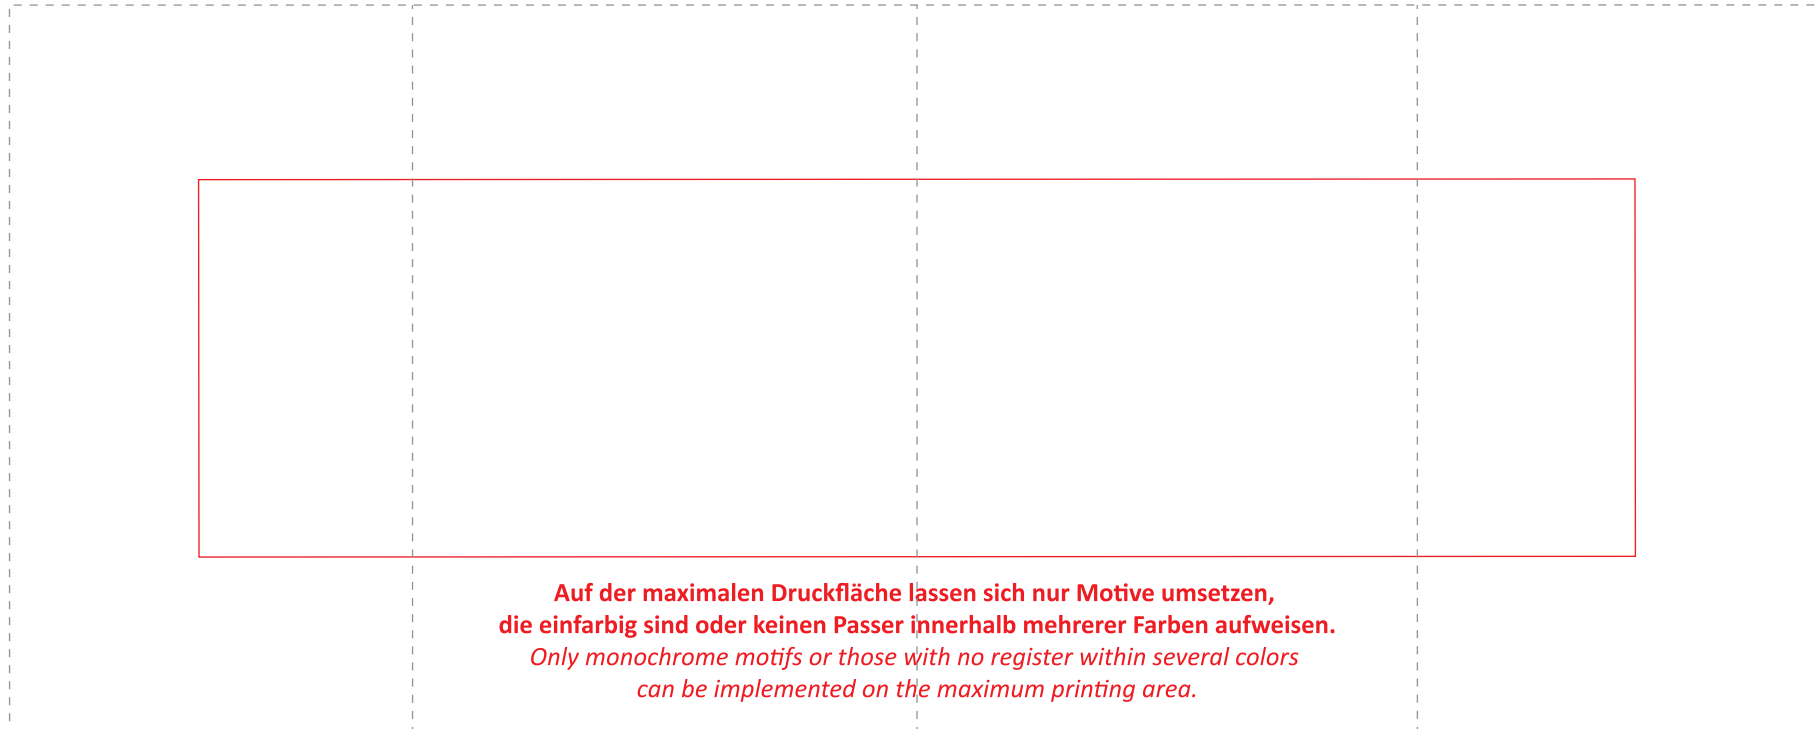 Auf der maximalen Druckfläche lassen sich nur Motive umsetzen,
die einfarbig sind oder keinen Passer innerhalb mehrerer Farben aufweisen.
Only monochrome motifs or those with no register within several colors
can be implemented on the maximum printing area.